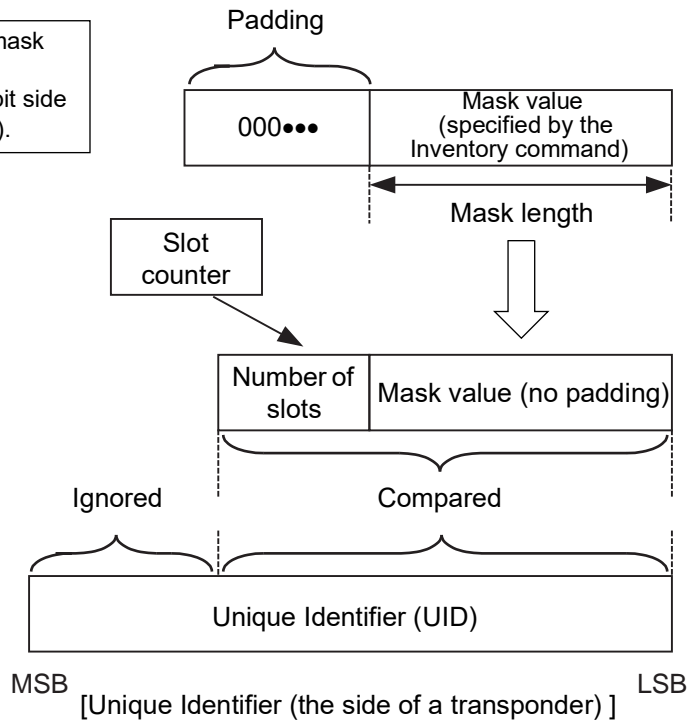 Padding
mask
bit side
).
000•••
Mask value
(specified by the
Inventory command)
Mask length
Slot
counter
Number of
slots
Mask value (no padding)
Ignored
Compared
Unique Identifier (UID)
MSB
LSB
[Unique Identifier (the side of a transponder) ]